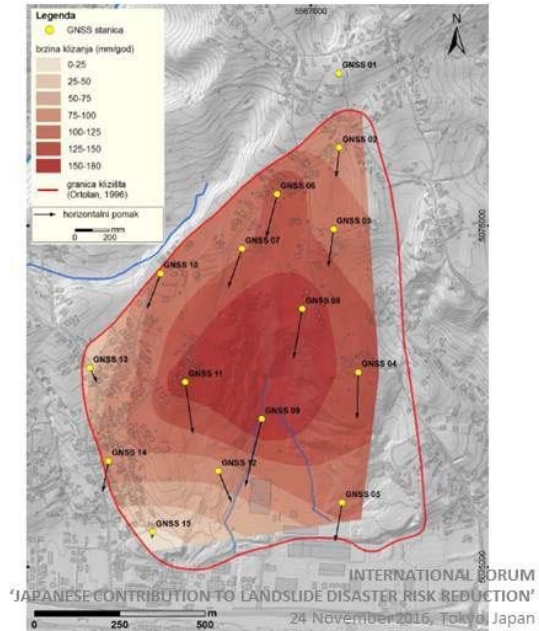 5567000
N
Legenda
GNSS stanica
brzina klizanja (mm/god)
0-25
25-50
50-75
75-100
100-125
125-150
150-180
granica klizišta
(Ortolan, 1996)
horizontalni pomak
0 200 mm
GNSS 01
GNSS 02
GNSS 06
GNSS 03
5076000
GNSS 07
GNSS 10
GNSS 08
GNSS 13
GNSS 04
GNSS 11
GNSS 09
GNSS 14
GNSS 12
GNSS 05
GNSS 15
INTERNATIONAL FORUM
'JAPANESE CONTRIBUTION TO LANDSLIDE DISASTER RISK REDUCTION'
24 November 2016, Tokyo, Japan
0 250 500 m